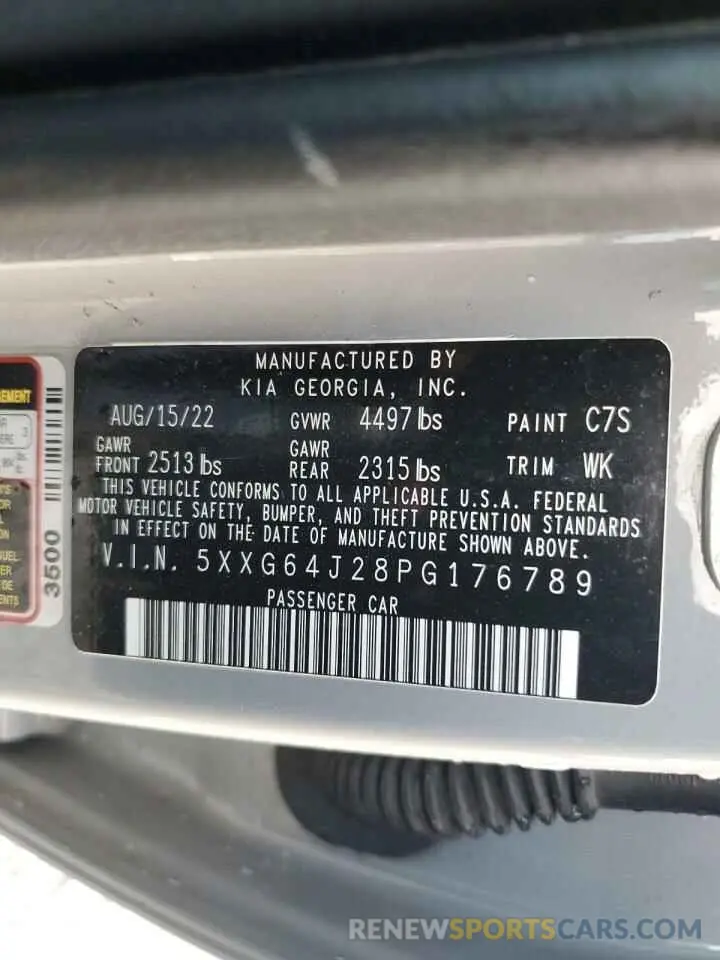 MANUFACTURED BY
KIA GEORGIA, INC.
AUG/15/22 GVWR 4497 lbs PAINT C7S
GAWR FRONT 2513 lbs GAWR REAR 2315 lbs TRIM WK
THIS VEHICLE CONFORMS TO ALL APPLICABLE U.S.A. FEDERAL
MOTOR VEHICLE SAFETY, BUMPER, AND THEFT PREVENTION STANDARDS
IN EFFECT ON THE DATE OF MANUFACTURE SHOWN ABOVE.
V.I.N. 5XXG64J28PG176789
PASSENGER CAR
3500
RENEWSPORTSCARS.COM